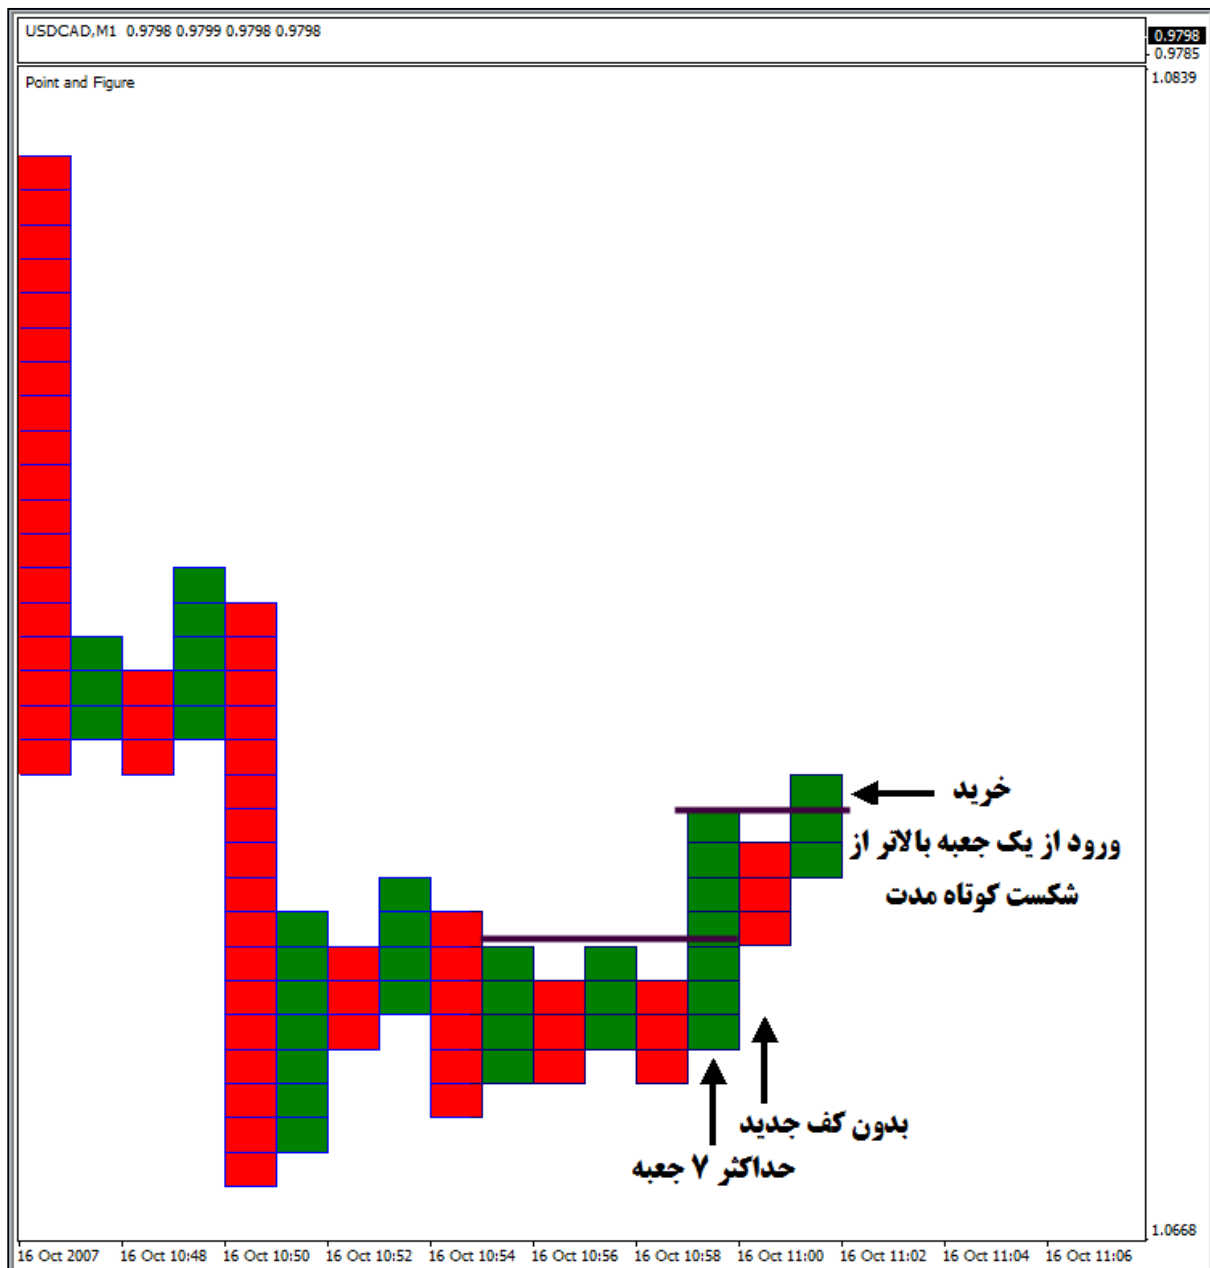 USDCAD,M1 0.9798 0.9799 0.9798 0.9798
0.9798
0.9785
Point and Figure
1.0839
خرید
ورود از یک جعبه بالاتر از
شکست کوتاه مدت
بدون کف جدید
حداکثر ۷ جعبه
1.0668
16 Oct 2007 16 Oct 10:48 16 Oct 10:50 16 Oct 10:52 16 Oct 10:54 16 Oct 10:56 16 Oct 10:58 16 Oct 11:00 16 Oct 11:02 16 Oct 11:04 16 Oct 11:06